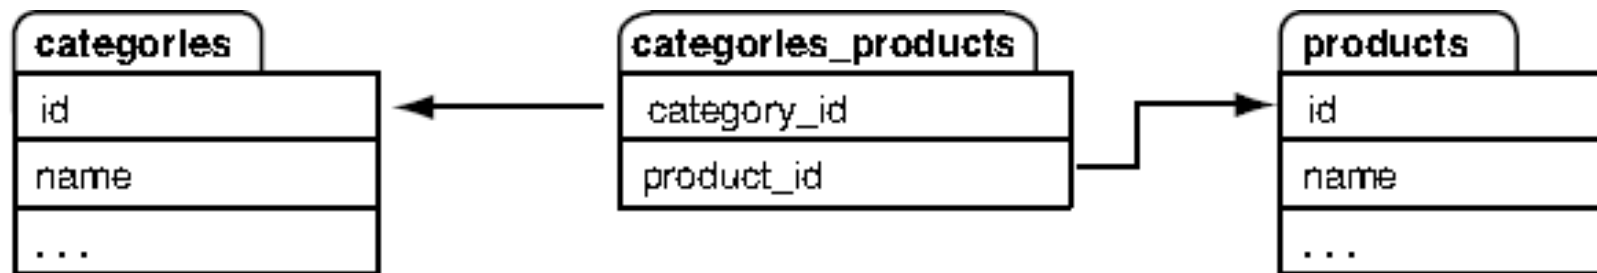 categories
id
name
. . .
categories_products
category_id
product_id
products
id
name
. . .